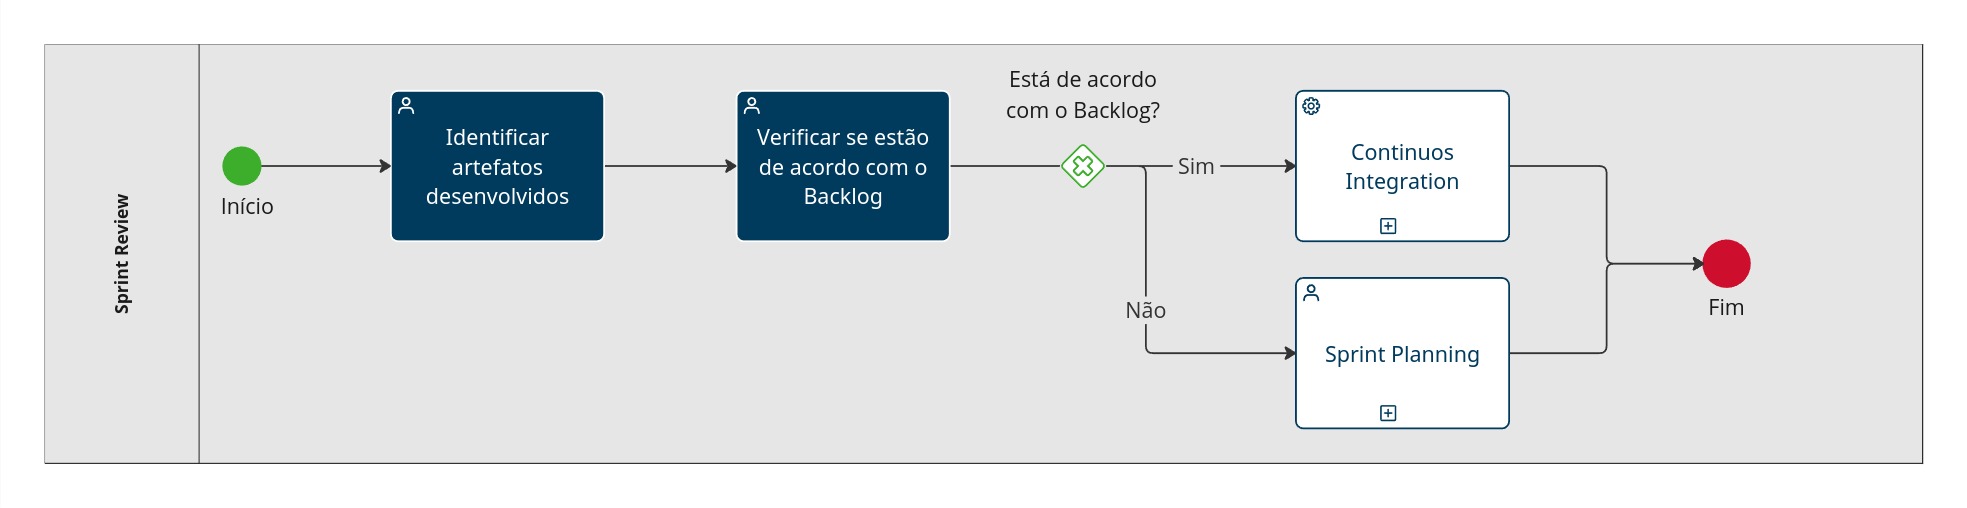 Sprint Review
Início
Identificar
artefatos
desenvolvidos
Verificar se estão
de acordo com o
Backlog
Está de acordo
com o Backlog?
Sim
Não
Continuos
Integration
Sprint Planning
Fim